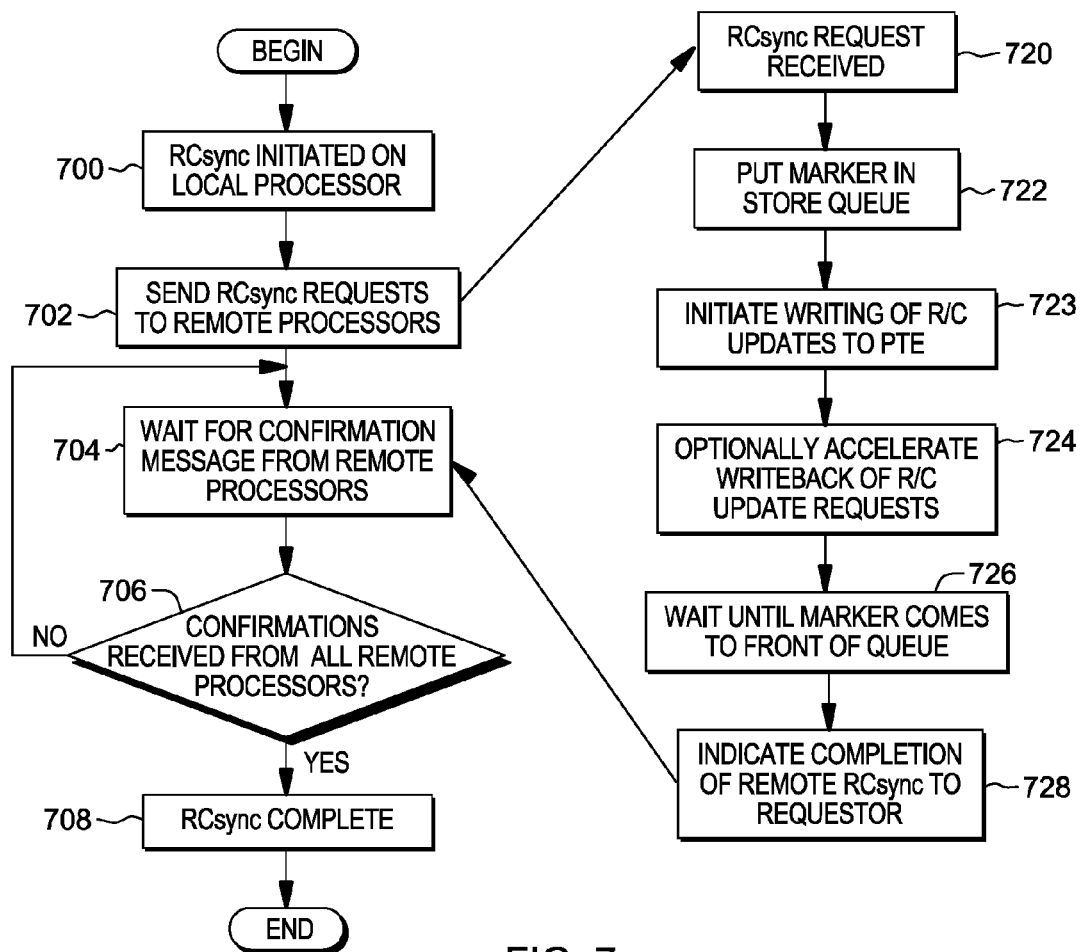 BEGIN
700
RCsync INITIATED ON
LOCAL PROCESSOR
702
SEND RCsync REQUESTS
TO REMOTE PROCESSORS
704
WAIT FOR CONFIRMATION
MESSAGE FROM REMOTE
PROCESSORS
706
NO
CONFIRMATIONS
RECEIVED FROM ALL REMOTE
PROCESSORS?
YES
708
RCsync COMPLETE
END
RCsync REQUEST
RECEIVED
720
PUT MARKER IN
STORE QUEUE
722
INITIATE WRITING OF R/C
UPDATES TO PTE
723
OPTIONALLY ACCELERATE
WRITEBACK OF R/C
UPDATE REQUESTS
724
726
WAIT UNTIL MARKER COMES
TO FRONT OF QUEUE
INDICATE COMPLETION
OF REMOTE RCsync TO
REQUESTOR
728
FIG. 7